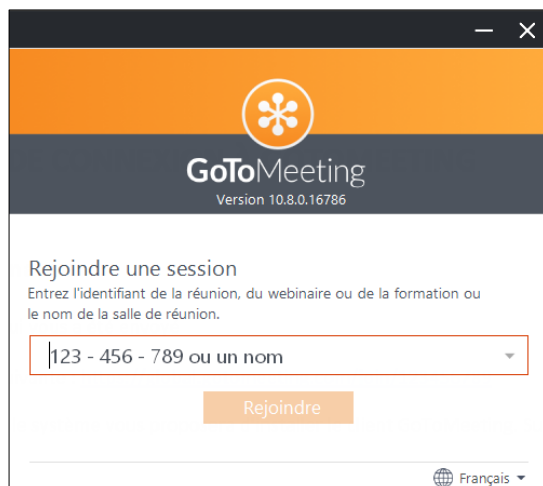 GoToMeeting
Version 10.8.0.16786
Rejoindre une session
Entrez l'identifiant de la réunion, du webinaire ou de la formation ou
le nom de la salle de réunion.
123 - 456 - 789 ou un nom
Rejoindre
Français